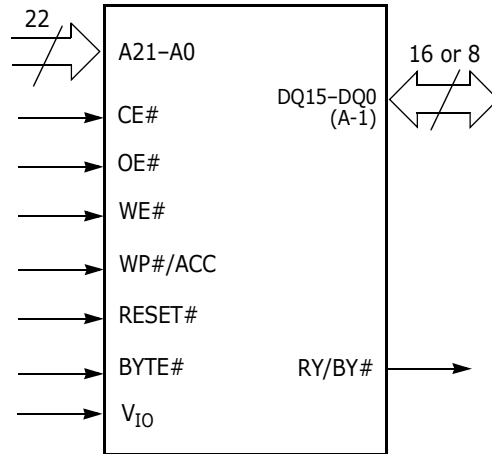 22
A21–A0
16 or 8
DQ15–DQ0
(A-1)
CE#
OE#
WE#
WP#/ACC
RESET#
BYTE#
RY/BY#
VIO